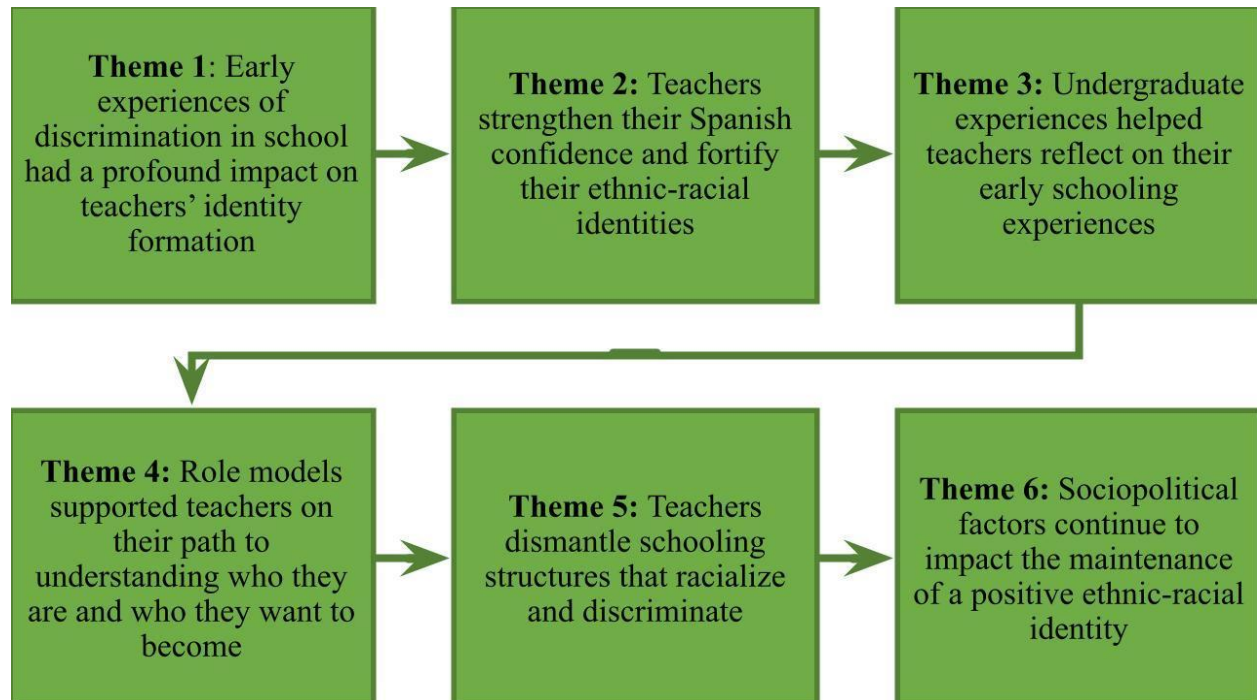 Theme 1: Early
experiences of
discrimination in school
had a profound impact on
teachers’ identity
formation
Theme 2: Teachers
strengthen their Spanish
confidence and fortify
their ethnic-racial
identities
Theme 3: Undergraduate
experiences helped
teachers reflect on their
early schooling
experiences
Theme 4: Role models
supported teachers on
their path to
understanding who they
are and who they want to
become
Theme 5: Teachers
dismantle schooling
structures that racialize
and discriminate
Theme 6: Sociopolitical
factors continue to
impact the maintenance
of a positive ethnic-racial
identity